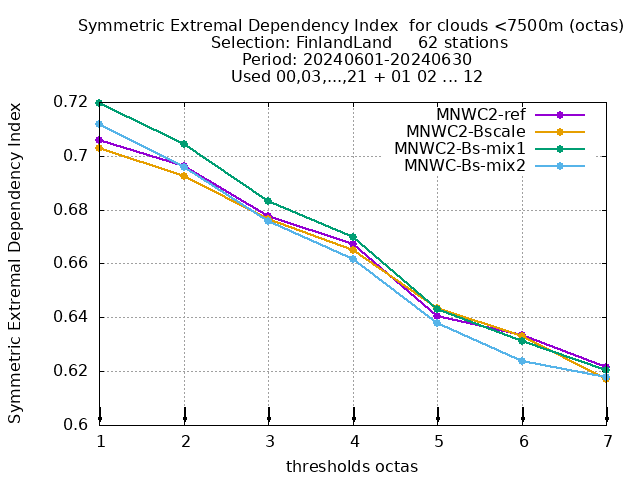 Symmetric Extremal Dependency Index  for clouds <7500m (octas)
Selection: FinlandLand     62 stations
Period: 20240601-20240630
Used 00,03,...,21 + 01 02 ... 12
Symmetric Extremal Dependency Index
0.72
0.7
0.68
0.66
0.64
0.62
0.6
MNWC2-ref
MNWC2-Bscale
MNWC2-Bs-mix1
MNWC-Bs-mix2
1 2 3 4 5 6 7
thresholds octas